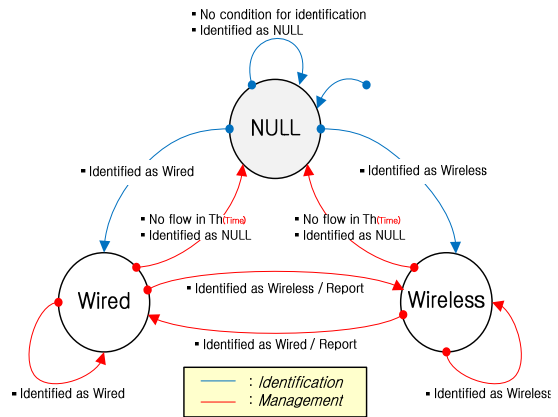 ▪ No condition for identification
▪ Identified as NULL
NULL
▪ Identified as Wired
▪ Identified as Wireless
▪ No flow in Th(Time)
▪ Identified as NULL
▪ No flow in Th(Time)
▪ Identified as NULL
Wired
Wireless
▪ Identified as Wireless / Report
▪ Identified as Wired / Report
▪ Identified as Wired
▪ Identified as Wireless
: Identification
: Management